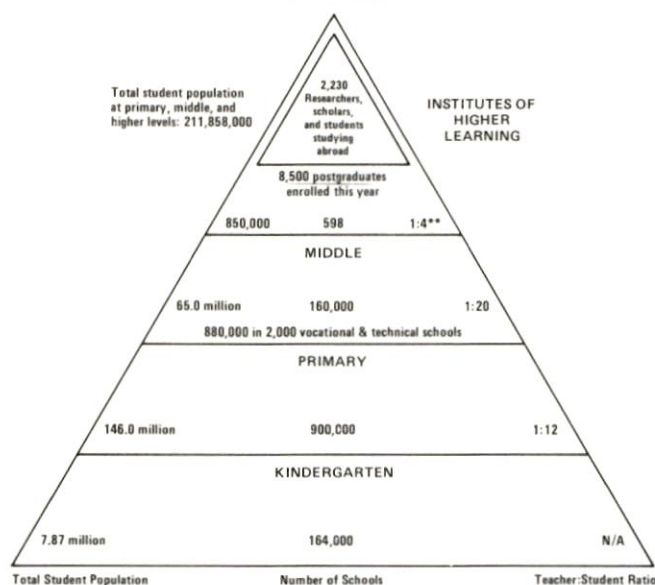 2,230
Researchers,
scholars,
and students
studying
abroad
Total student population
at primary, middle, and
higher levels: 211,858,000
INSTITUTES OF
HIGHER
LEARNING
8,500 postgraduates
enrolled this year
850,000 598 1:4**
MIDDLE
65.0 million 160,000 1:20
880,000 in 2,000 vocational & technical schools
PRIMARY
146.0 million 900,000 1:12
KINDERGARTEN
7.87 million 164,000 N/A
Total Student Population Number of Schools Teacher:Student Ratio